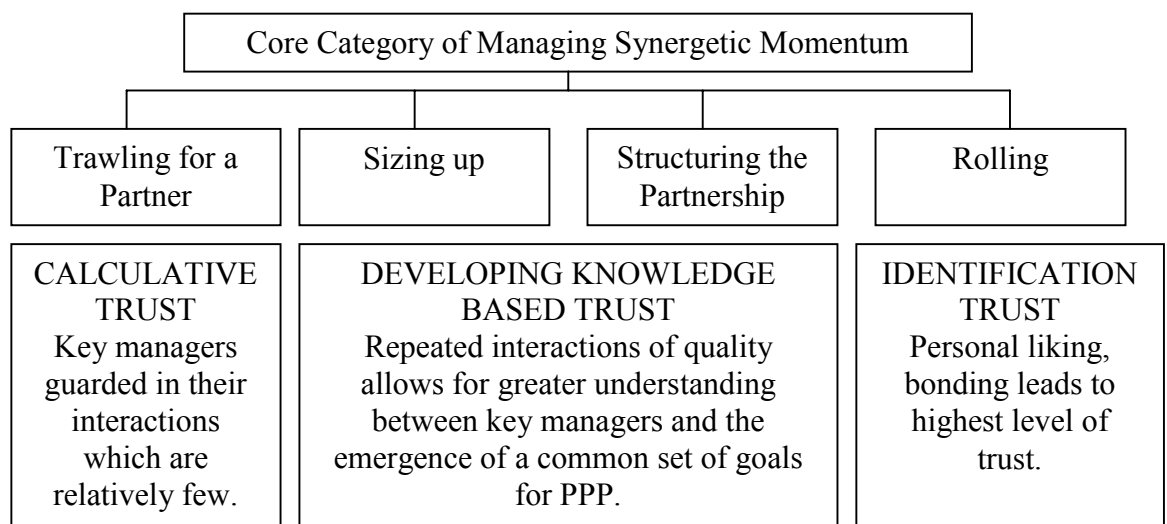 Core Category of Managing Synergetic Momentum
Trawling for a
Partner
Sizing up
Structuring the
Partnership
Rolling
CALCULATIVE
TRUST
Key managers
guarded in their
interactions
which are
relatively few.
DEVELOPING KNOWLEDGE
BASED TRUST
Repeated interactions of quality
allows for greater understanding
between key managers and the
emergence of a common set of goals
for PPP.
IDENTIFICATION
TRUST
Personal liking,
bonding leads to
highest level of
trust.